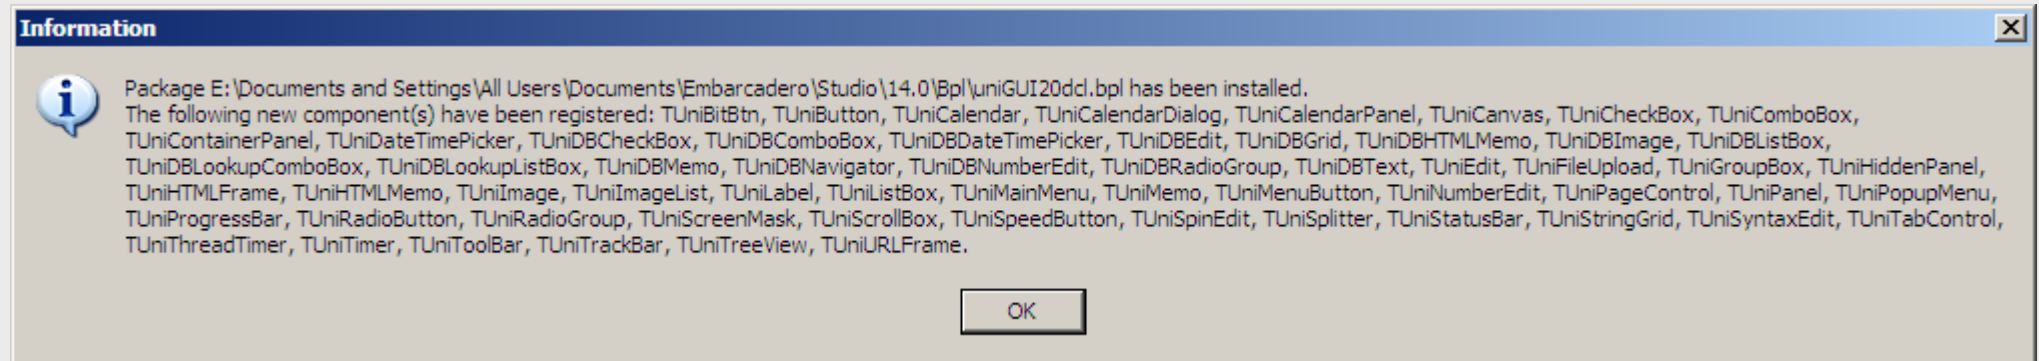 Information
Package E:\Documents and Settings\All Users\Documents\Embarcadero\Studio\14.0\Bpl\uniGUI20dcl.bpl has been installed.
The following new component(s) have been registered: TUniBitBtn, TUniButton, TUniCalendar, TUniCalendarDialog, TUniCalendarPanel, TUniCanvas, TUniCheckBox, TUniComboBox,
TUniContainerPanel, TUniDateTimePicker, TUniDBCheckBox, TUniDBComboBox, TUniDBDateTimePicker, TUniDBEdit, TUniDBGrid, TUniDBHTMLMemo, TUniDBImage, TUniDBListBox,
TUniDBLookupComboBox, TUniDBLookupListBox, TUniDBMemo, TUniDBNavigator, TUniDBNumberEdit, TUniDBRadioGroup, TUniDBText, TUniEdit, TUniFileUpload, TUniGroupBox, TUniHiddenPanel,
TUniHTMLFrame, TUniHTMLMemo, TUniImage, TUniImageList, TUniLabel, TUniListBox, TUniMainMenu, TUniMemo, TUniMenuButton, TUniNumberEdit, TUniPageControl, TUniPanel, TUniPopupMenu,
TUniProgressBar, TUniRadioButton, TUniRadioGroup, TUniScreenMask, TUniScrollBox, TUniSpeedButton, TUniSpinEdit, TUniSplitter, TUniStatusBar, TUniStringGrid, TUniSyntaxEdit, TUniTabControl,
TUniThreadTimer, TUniTimer, TUniToolBar, TUniTrackBar, TUniTreeView, TUniURLFrame.
OK